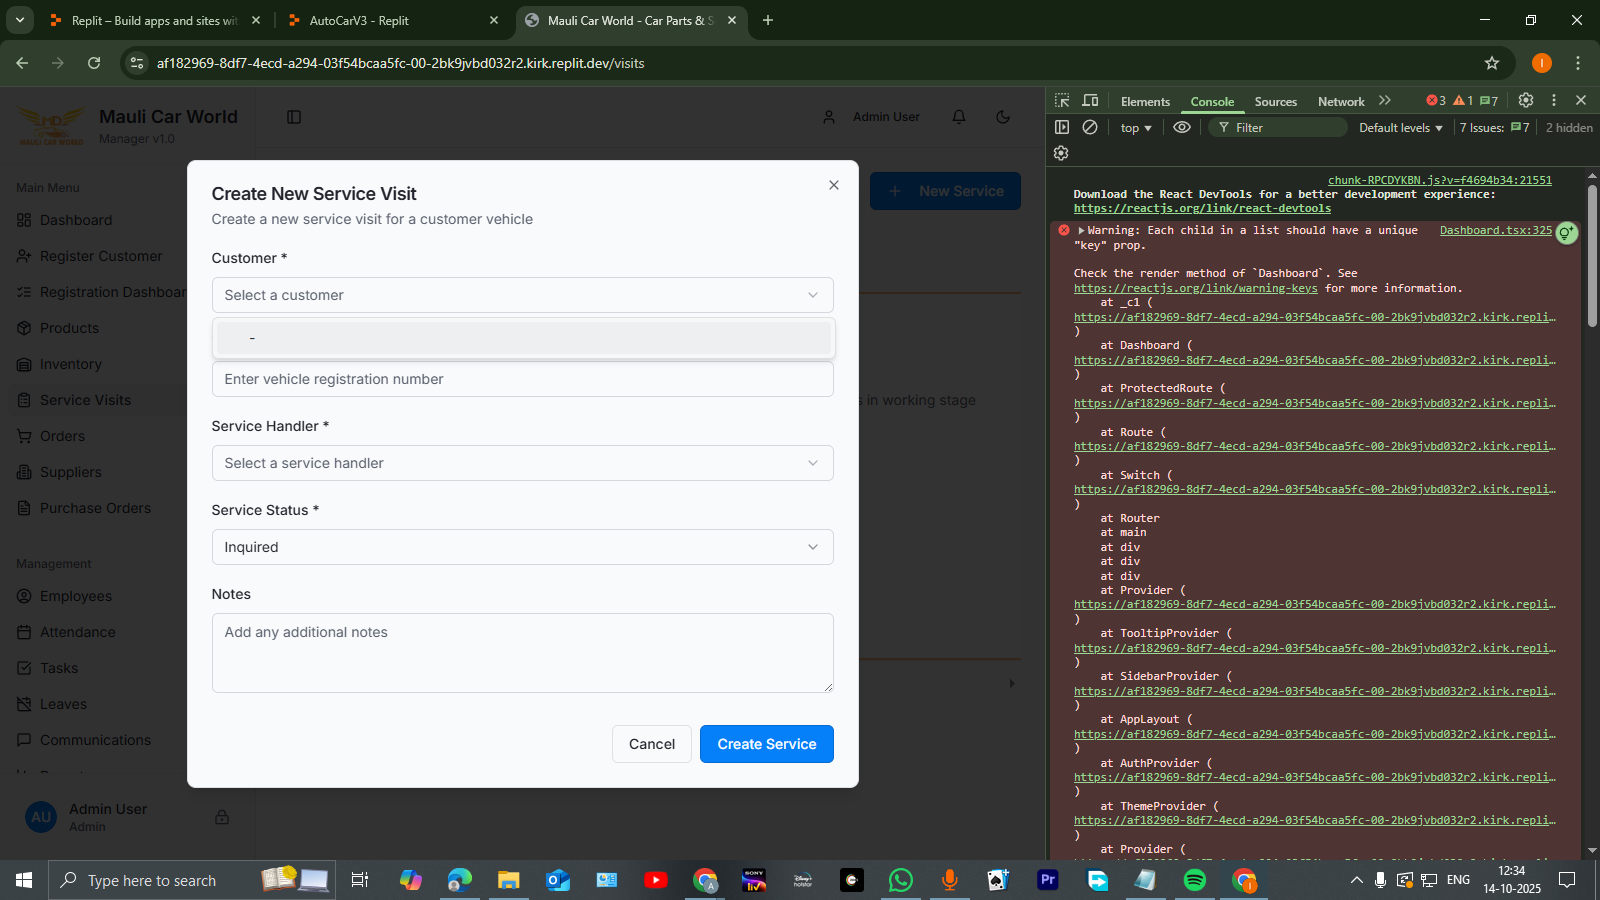 Replit – Build apps and sites wit
AutoCarV3 - Replit
Mauli Car World - Car Parts & S
af182969-8df7-4ecd-a294-03f54bcaa5fc-00-2bk9jvbd032r2.kirk.replit.dev/visits
I
Mauli Car World
Manager v1.0
Admin User
Main Menu
Dashboard
Register Customer
Registration Dashboar
Products
Inventory
Service Visits
Orders
Suppliers
Purchase Orders
Management
Employees
Attendance
Tasks
Leaves
Communications
AU
Admin User
Admin
New Service
s in working stage
Create New Service Visit
Create a new service visit for a customer vehicle
Customer *
Select a customer
-
Enter vehicle registration number
Service Handler *
Select a service handler
Service Status *
Inquired
Notes
Add any additional notes
Cancel
Create Service
Elements
Console
Sources
Network
3
1
7
top
Filter
Default levels
7 Issues:
7
2 hidden
chunk-RPCDYKBN.js?v=f4694b34:21551
Download the React DevTools for a better development experience:
https://reactjs.org/link/react-devtools
Warning: Each child in a list should have a unique
Dashboard.tsx:325
"key" prop.
Check the render method of `Dashboard`. See
https://reactjs.org/link/warning-keys for more information.
at _c1 (
https://af182969-8df7-4ecd-a294-03f54bcaa5fc-00-2bk9jvbd032r2.kirk.repli…
)
at Dashboard (
https://af182969-8df7-4ecd-a294-03f54bcaa5fc-00-2bk9jvbd032r2.kirk.repli…
)
at ProtectedRoute (
https://af182969-8df7-4ecd-a294-03f54bcaa5fc-00-2bk9jvbd032r2.kirk.repli…
)
at Route (
https://af182969-8df7-4ecd-a294-03f54bcaa5fc-00-2bk9jvbd032r2.kirk.repli…
)
at Switch (
https://af182969-8df7-4ecd-a294-03f54bcaa5fc-00-2bk9jvbd032r2.kirk.repli…
)
at Router
at main
at div
at div
at div
at Provider (
https://af182969-8df7-4ecd-a294-03f54bcaa5fc-00-2bk9jvbd032r2.kirk.repli…
)
at TooltipProvider (
https://af182969-8df7-4ecd-a294-03f54bcaa5fc-00-2bk9jvbd032r2.kirk.repli…
)
at SidebarProvider (
https://af182969-8df7-4ecd-a294-03f54bcaa5fc-00-2bk9jvbd032r2.kirk.repli…
)
at AppLayout (
https://af182969-8df7-4ecd-a294-03f54bcaa5fc-00-2bk9jvbd032r2.kirk.repli…
)
at AuthProvider (
https://af182969-8df7-4ecd-a294-03f54bcaa5fc-00-2bk9jvbd032r2.kirk.repli…
)
at ThemeProvider (
https://af182969-8df7-4ecd-a294-03f54bcaa5fc-00-2bk9jvbd032r2.kirk.repli…
)
at Provider (
Type here to search
ENG
12:34
14-10-2025